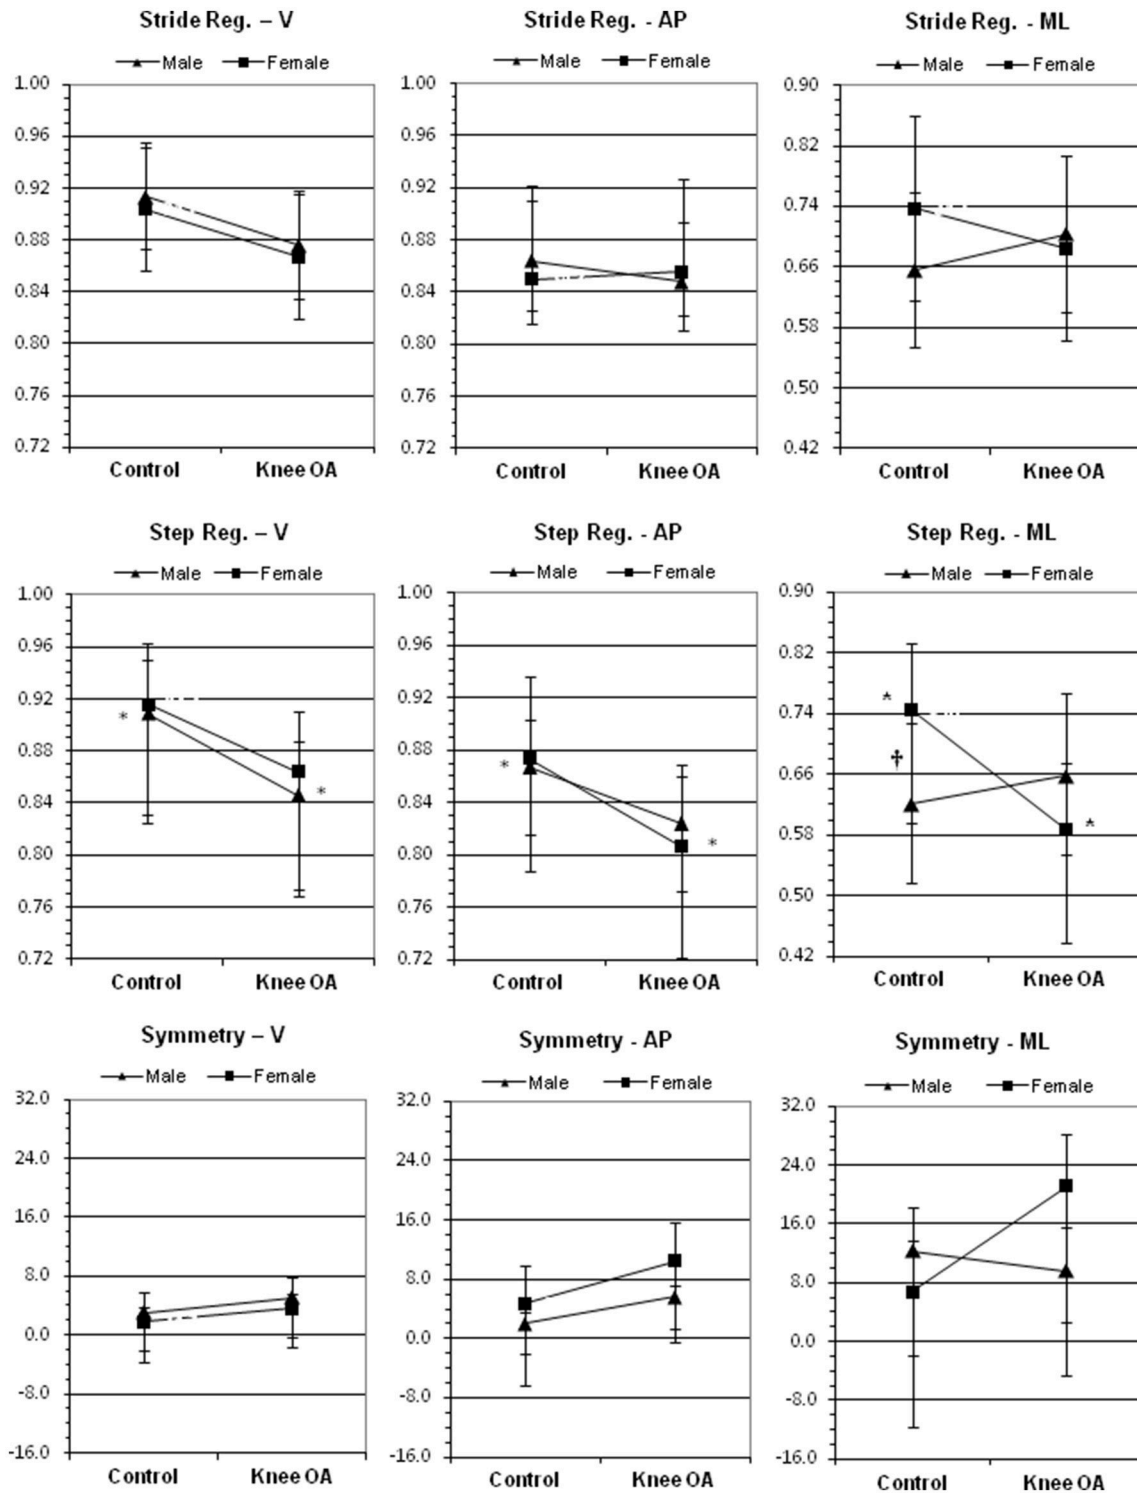 Stride Reg. – V
Male Female
1.00
0.96
0.92
0.88
0.84
0.80
0.76
0.72
Control Knee OA
Stride Reg. - AP
Male Female
1.00
0.96
0.92
0.88
0.84
0.80
0.76
0.72
Control Knee OA
Stride Reg. - ML
Male Female
0.90
0.82
0.74
0.66
0.58
0.50
0.42
Control Knee OA
Step Reg. – V
Male Female
1.00
0.96
0.92
*
0.88
0.84
*
0.80
0.76
0.72
Control Knee OA
Step Reg. - AP
Male Female
1.00
0.96
0.92
0.88
*
0.84
*
0.80
0.76
0.72
Control Knee OA
Step Reg. - ML
Male Female
0.90
0.82
*
0.74
†
0.66
*
0.58
0.50
0.42
Control Knee OA
Symmetry – V
Male Female
32.0
24.0
16.0
8.0
0.0
-8.0
-16.0
Control Knee OA
Symmetry - AP
Male Female
32.0
24.0
16.0
8.0
0.0
-8.0
-16.0
Control Knee OA
Symmetry - ML
Male Female
32.0
24.0
16.0
8.0
0.0
-8.0
-16.0
Control Knee OA